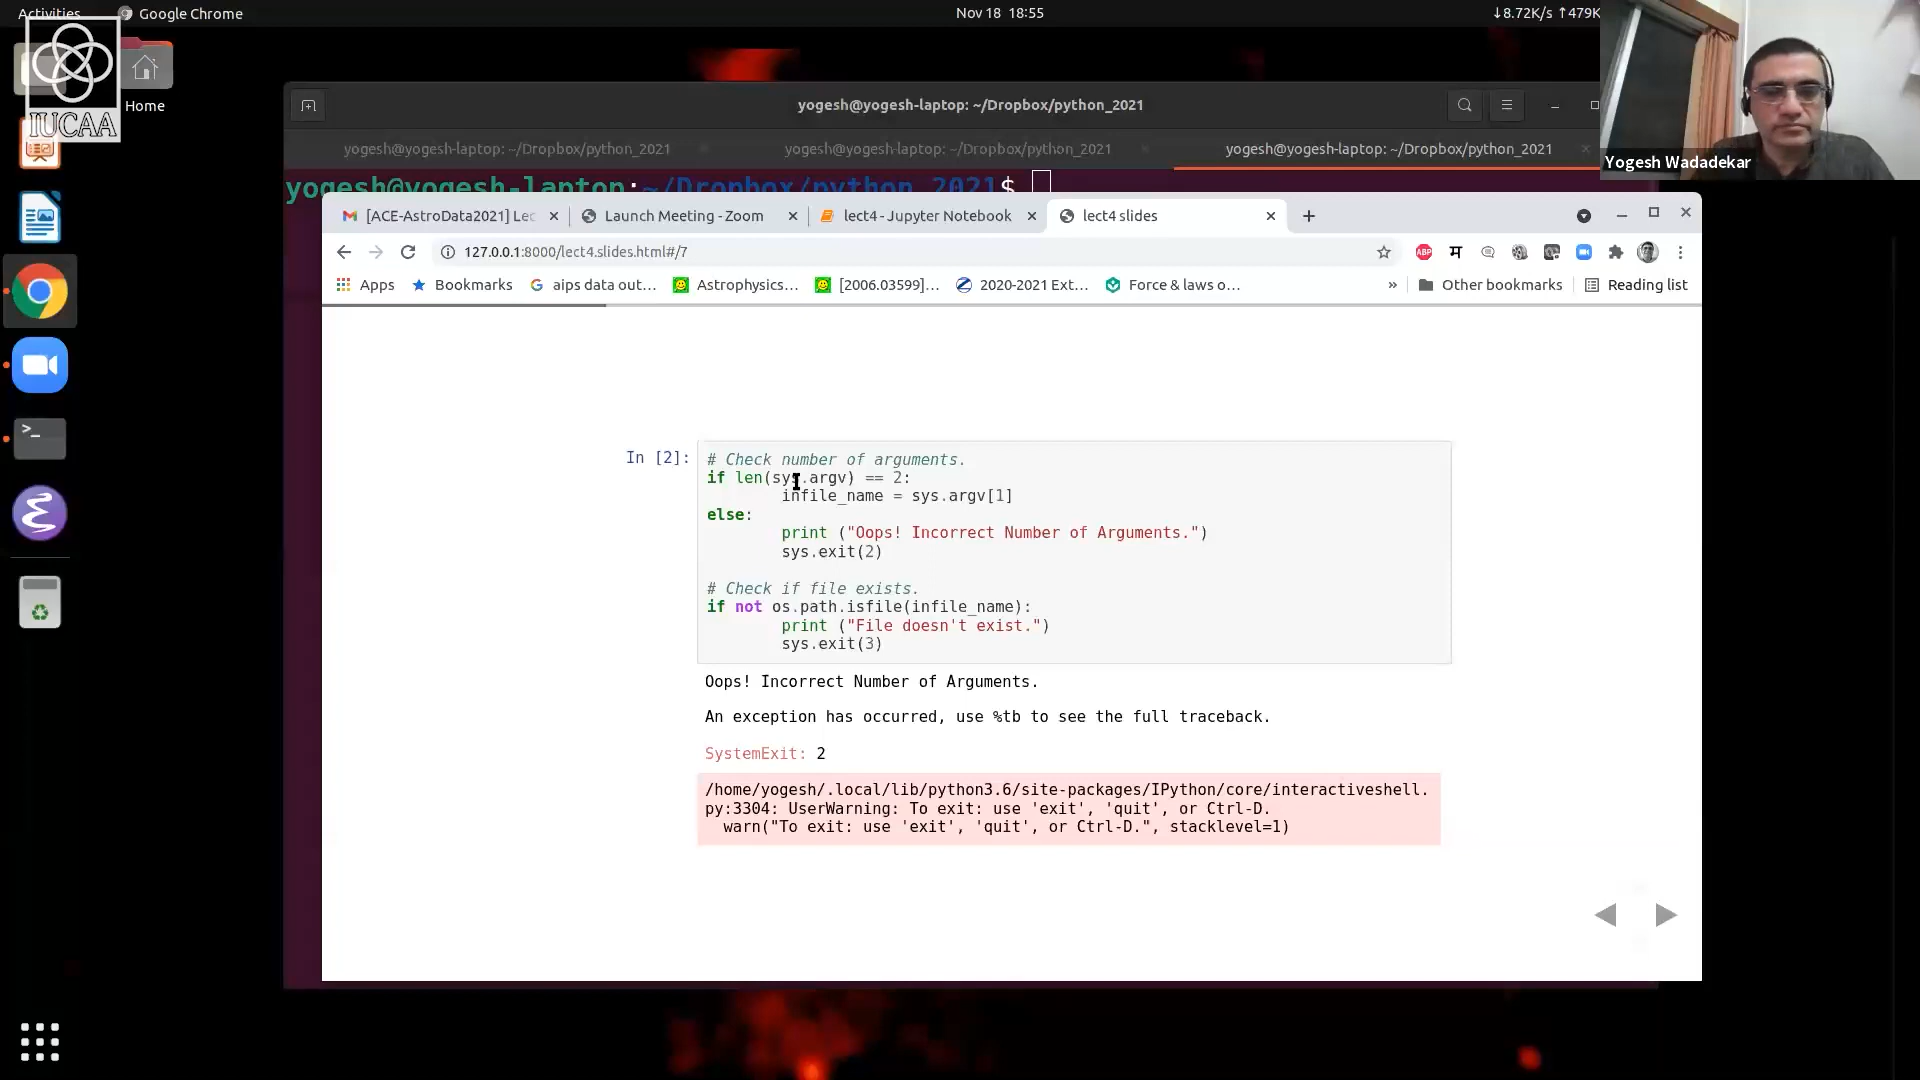 Activities
Google Chrome
Nov 18 18:55
↓8.72K/s ↑479K
IUCAA
Home
yogesh@yogesh-laptop: ~/Dropbox/python_2021
yogesh@yogesh-laptop: ~/Dropbox/python_2021
yogesh@yogesh-laptop: ~/Dropbox/python_2021
yogesh@yogesh-laptop: ~/Dropbox/python_2021
Yogesh Wadadekar
yogesh@yogesh-laptop:~/Dropbox/python_2021$
[ACE-AstroData2021] Lec
Launch Meeting - Zoom
lect4 - Jupyter Notebook
lect4 slides
127.0.0.1:8000/lect4.slides.html#/7
ABP
म
Apps
Bookmarks
aips data out...
Astrophysics...
[2006.03599]...
2020-2021 Ext...
Force & laws o...
»
Other bookmarks
Reading list
In [2]:
# Check number of arguments.
if len(sys.argv) == 2:
infile_name = sys.argv[1]
else:
print ("Oops! Incorrect Number of Arguments.")
sys.exit(2)
# Check if file exists.
if not os.path.isfile(infile_name):
print ("File doesn't exist.")
sys.exit(3)
Oops! Incorrect Number of Arguments.
An exception has occurred, use %tb to see the full traceback.
SystemExit: 2
/home/yogesh/.local/lib/python3.6/site-packages/IPython/core/interactiveshell.
py:3304: UserWarning: To exit: use 'exit', 'quit', or Ctrl-D.
warn("To exit: use 'exit', 'quit', or Ctrl-D.", stacklevel=1)